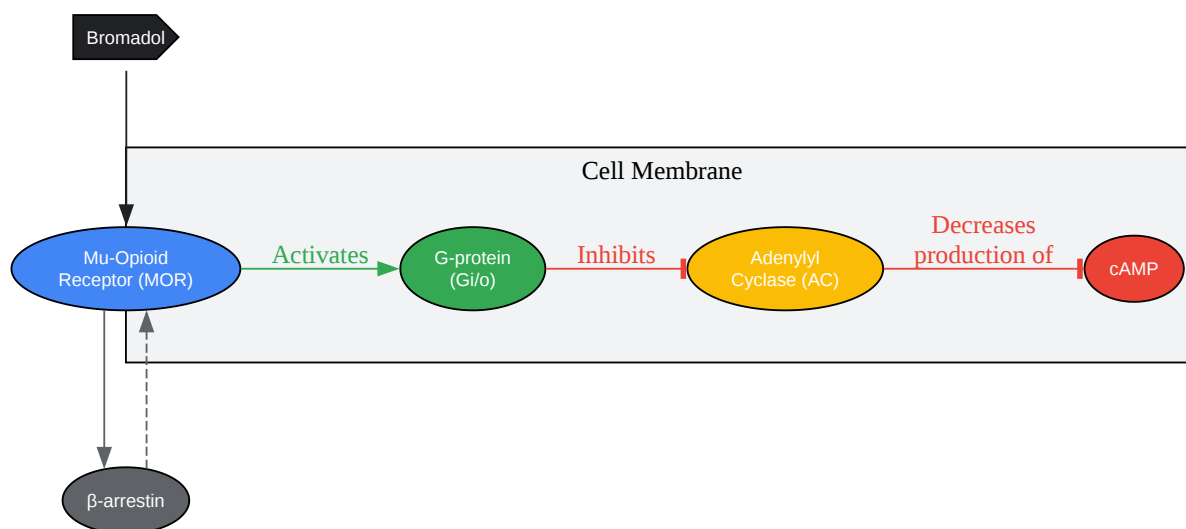 Bromadol
Cell Membrane
Mu-Opioid
Receptor (MOR)
Activates
G-protein
(Gi/o)
Inhibits
Adenylyl
Cyclase (AC)
Decreases
production of
cAMP
β-arrestin